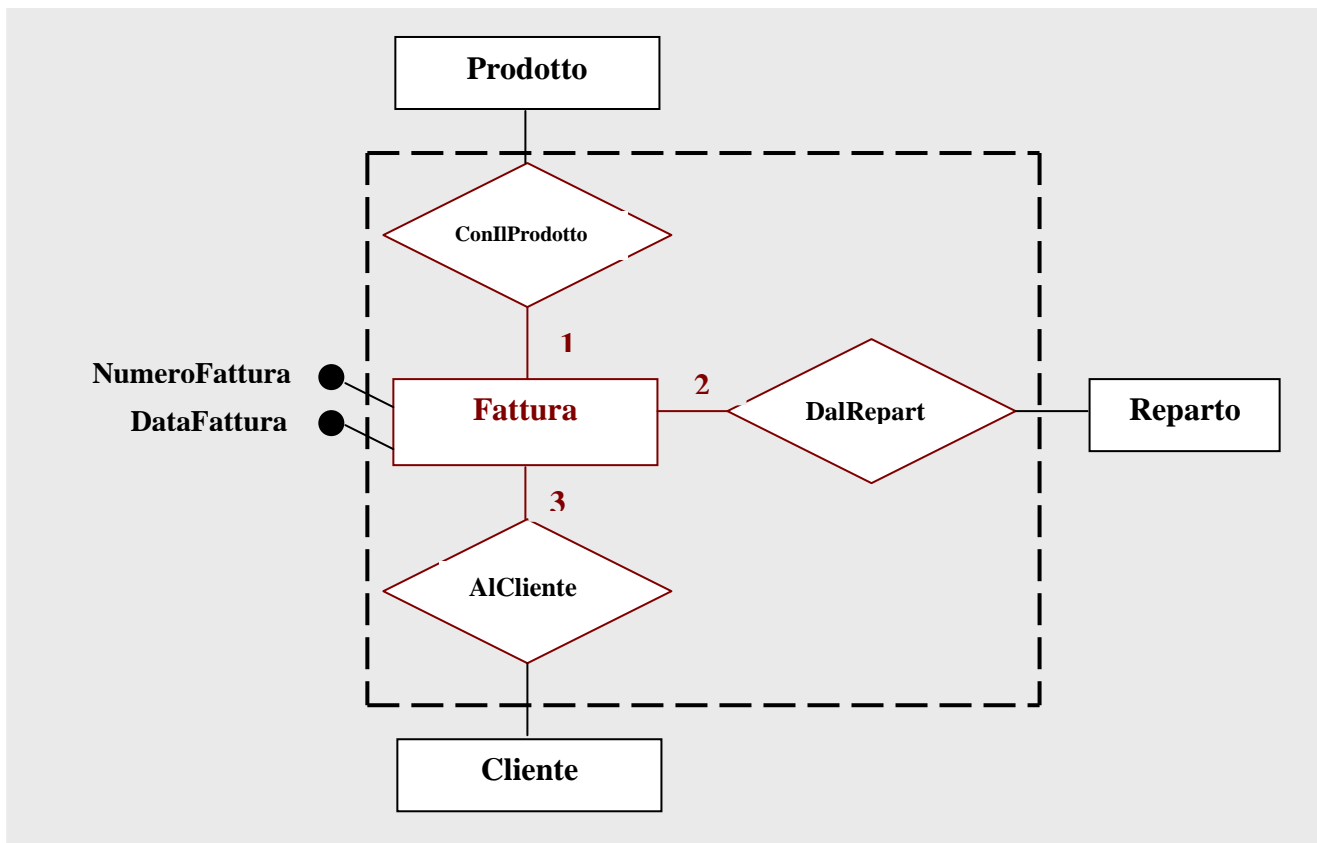 Prodotto
ConIlProdotto
1
NumeroFattura
DataFattura
Fattura
2
DalRepart
Reparto
3
AlCliente
Cliente